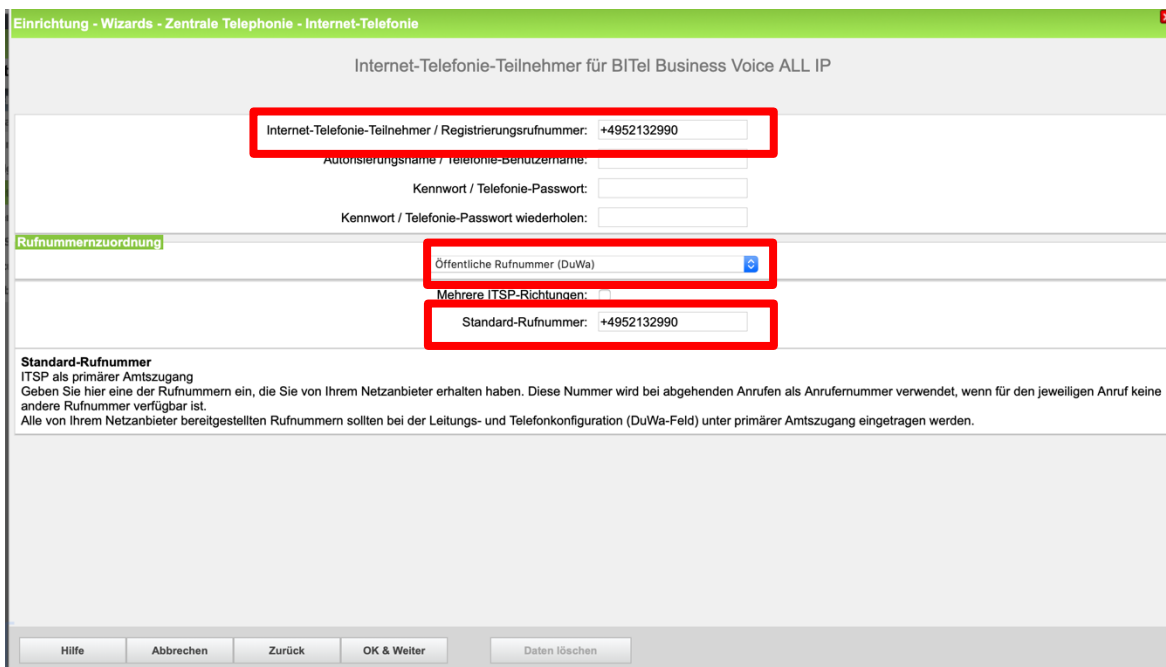 Einrichtung - Wizards - Zentrale Telephonie - Internet-Telefonie
Internet-Telefonie-Teilnehmer für BITel Business Voice ALL IP
Internet-Telefonie-Teilnehmer / Registrierungsrufnummer: +4952132990
Autorisierungsname / Telefonie-Benutzername:
Kennwort / Telefonie-Passwort:
Kennwort / Telefonie-Passwort wiederholen:
Rufnummernzuordnung
Öffentliche Rufnummer (DuWa)
Mehrere ITSP-Richtungen:
Standard-Rufnummer: +4952132990
Standard-Rufnummer
ITSP als primärer Amtszugang
Geben Sie hier eine der Rufnummern ein, die Sie von Ihrem Netzanbieter erhalten haben. Diese Nummer wird bei abgehenden Anrufen als Anrufernummer verwendet, wenn für den jeweiligen Anruf keine
andere Rufnummer verfügbar ist.
Alle von Ihrem Netzanbieter bereitgestellten Rufnummern sollten bei der Leitungs- und Telefonkonfiguration (DuWa-Feld) unter primärer Amtszugang eingetragen werden.
Hilfe Abbrechen Zurück OK & Weiter Daten löschen